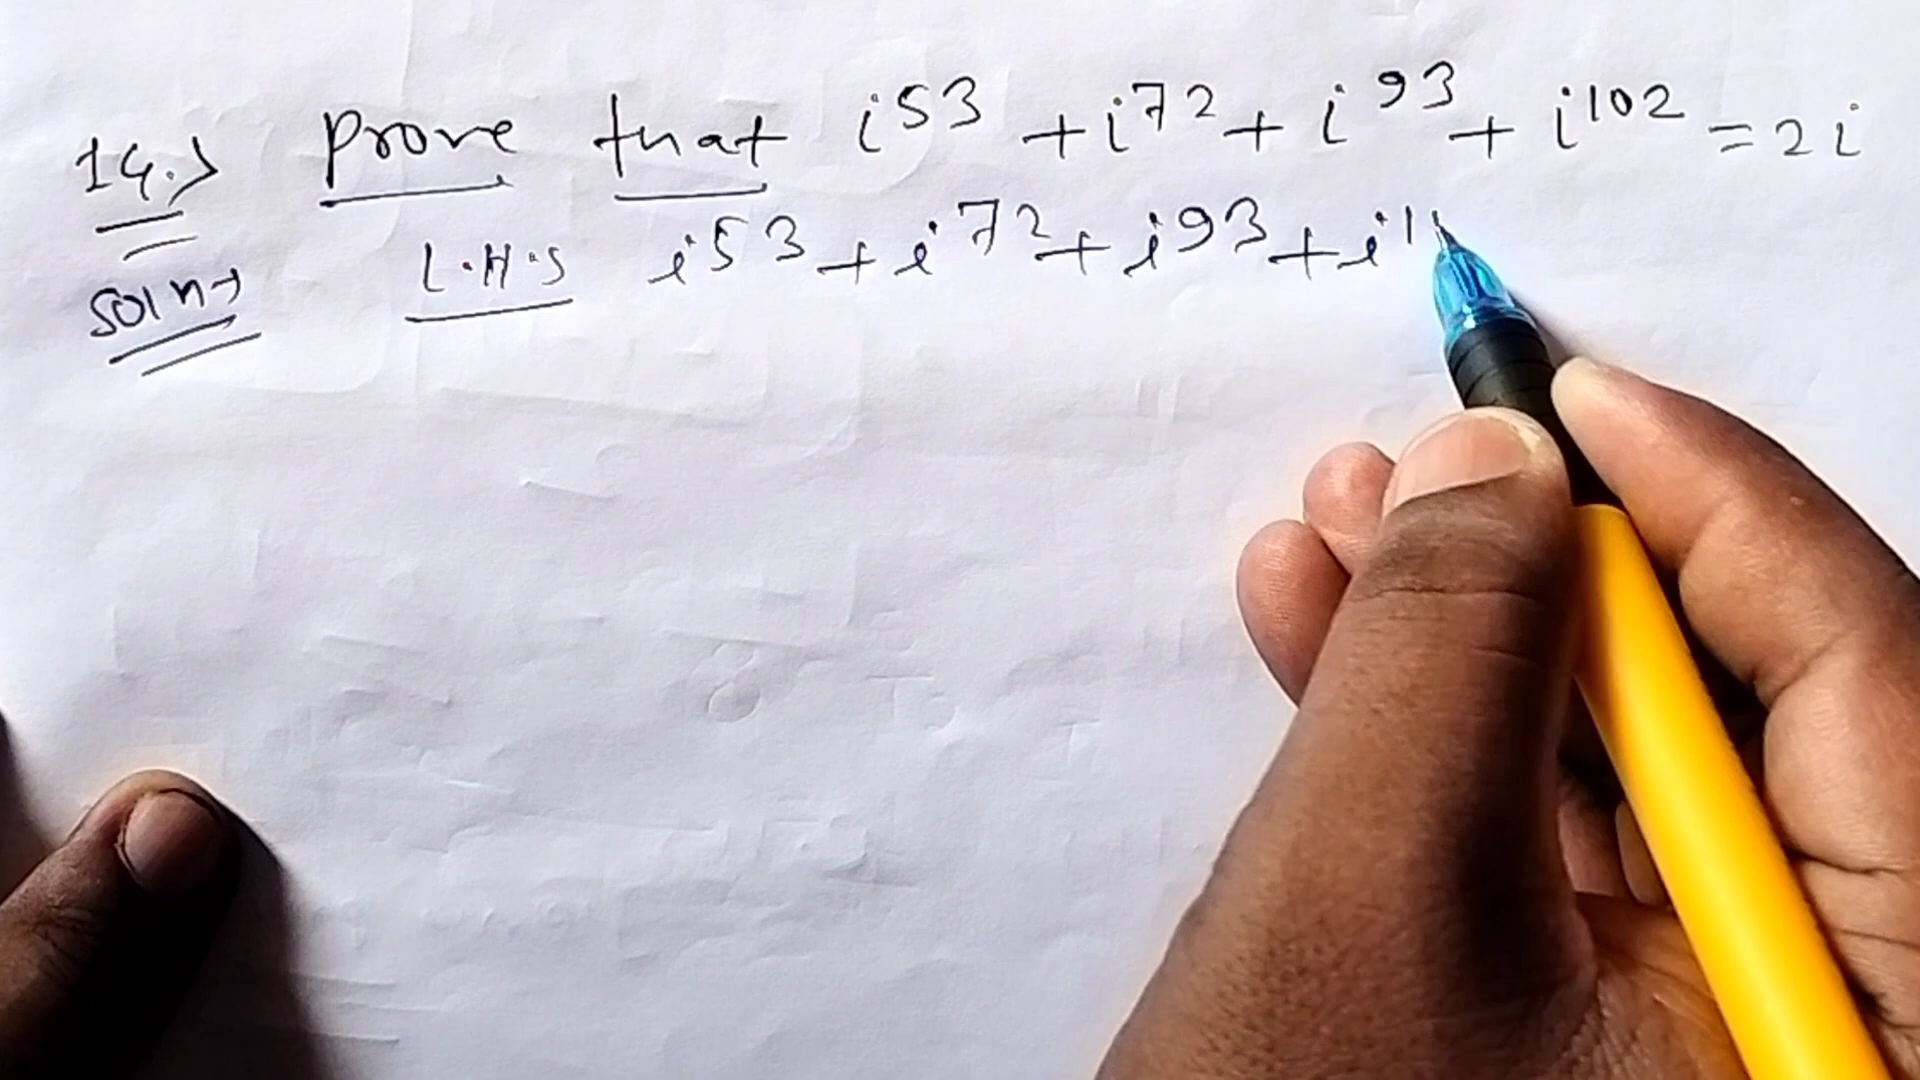 14.> Prove that i⁵³ + i⁷² + i⁹³ + i¹⁰² = 2i
Soln→ L.H.S i⁵³ + i⁷² + i⁹³ + i¹